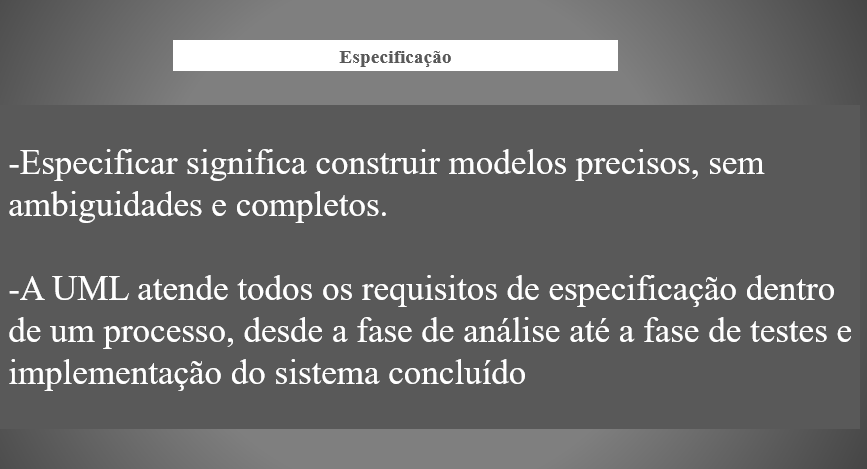 Especificação
-Especificar significa construir modelos precisos, sem
ambiguidades e completos.
-A UML atende todos os requisitos de especificação dentro
de um processo, desde a fase de análise até a fase de testes e
implementação do sistema concluído